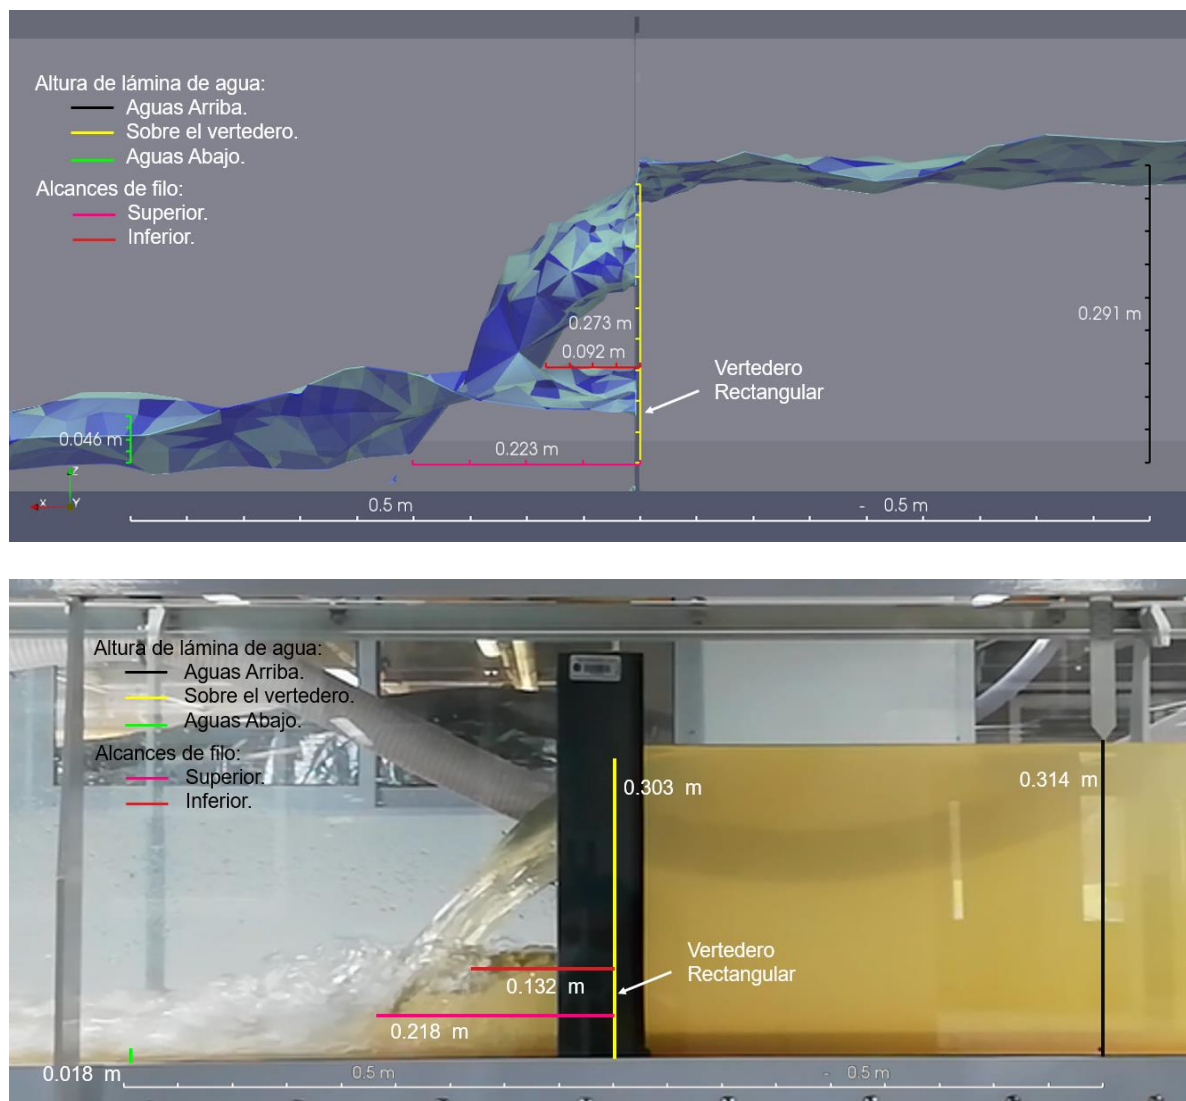 Altura de lámina de agua:
Aguas Arriba.
Sobre el vertedero.
Aguas Abajo.
Alcances de filo:
Superior.
Inferior.
0.273 m
0.092 m
0.291 m
Vertedero
Rectangular
0.046 m
0.223 m
Z
X
Y
0.5 m
- 0.5 m
Altura de lámina de agua:
Aguas Arriba.
Sobre el vertedero.
Aguas Abajo.
Alcances de filo:
Superior.
Inferior.
0.303 m
0.314 m
Vertedero
Rectangular
0.132 m
0.218 m
0.018 m
0.5 m
- 0.5 m